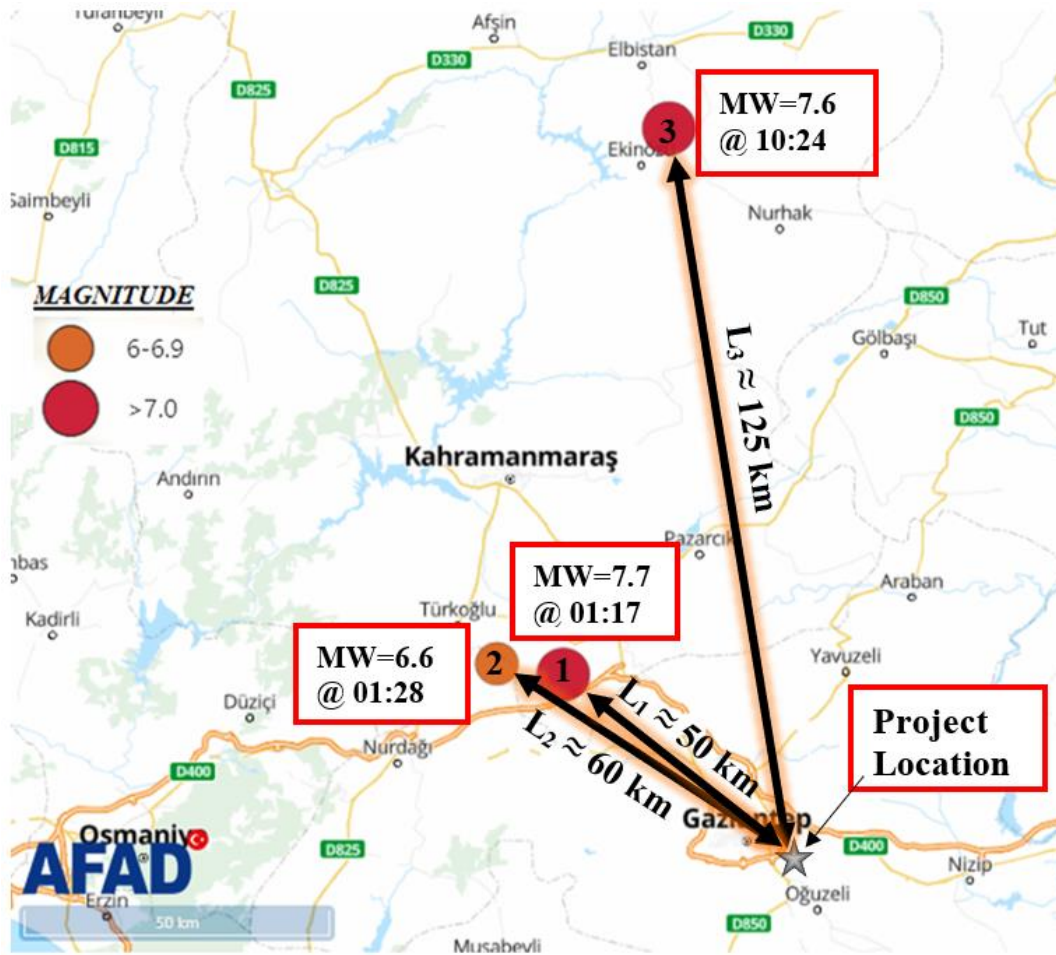 Tufanbeyli
Afşin
D330
Elbistan
D330
D825
MW=7.6
@ 10:24
3
D815
Saimbeyli
Nurhak
MAGNITUDE
6-6.9
>7.0
D825
D850
Gölbaşı
Tut
L3 ≈ 125 km
D850
Kahramanmaraş
Andırın
Pazarcık
MW=7.7
@ 01:17
Araban
Kadirli
Türkoğlu
MW=6.6
@ 01:28
2
1
Yavuzeli
Düziçi
L1 ≈ 50 km
L2 ≈ 60 km
Project
Location
Nurdağı
D400
Gaziantep
Osmaniy
AFAD
D825
D400
Nizip
Oğuzeli
Erzin
50 km
D850
Musabeyli